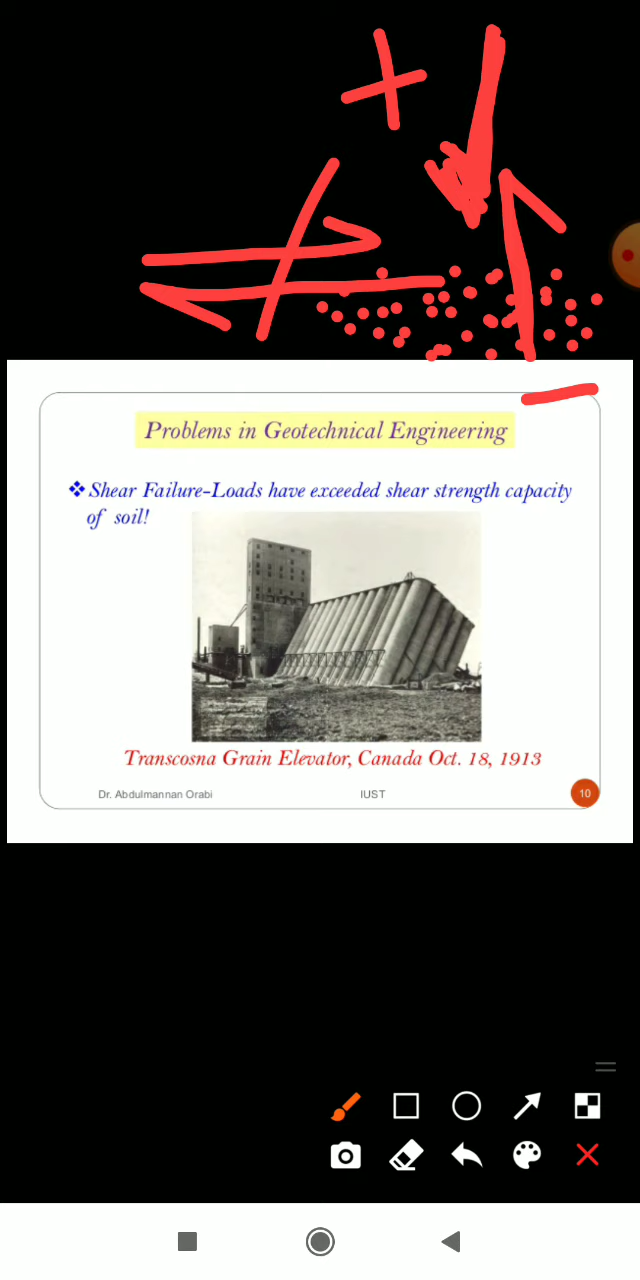 Problems in Geotechnical Engineering
❖ Shear Failure-Loads have exceeded shear strength capacity
of soil!
Transcosna Grain Elevator, Canada Oct. 18, 1913
Dr. Abdulmannan Orabi IUST 10